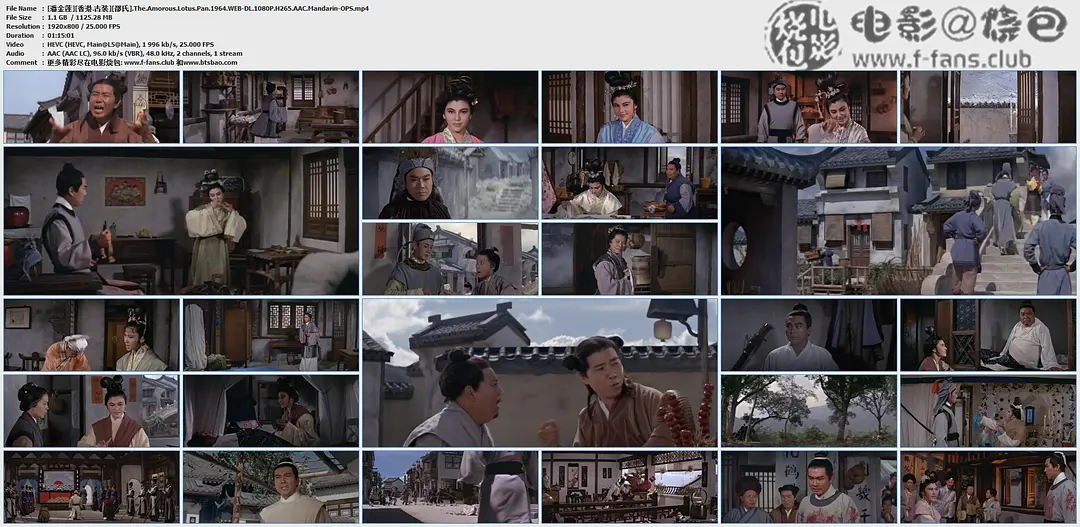 File Name : [潘金莲][香港.古装][邵氏].The.Amorous.Lotus.Pan.1964.WEB-DL.1080P.H265.AAC.Mandarin-OPS.mp4
File Size : 1.1 GB / 1125.28 MB
Resolution : 1920x800 / 25.000 FPS
Duration : 01:15:01
Video : HEVC (HEVC, Main@L5@Main), 1 996 kb/s, 25.000 FPS
Audio : AAC (AAC LC), 96.0 kb/s (VBR), 48.0 kHz, 2 channels, 1 stream
Comment : 更多精彩尽在电影烧包: www.f-fans.club 和www.btsbao.com
电影@烧包
www.f-fans.club